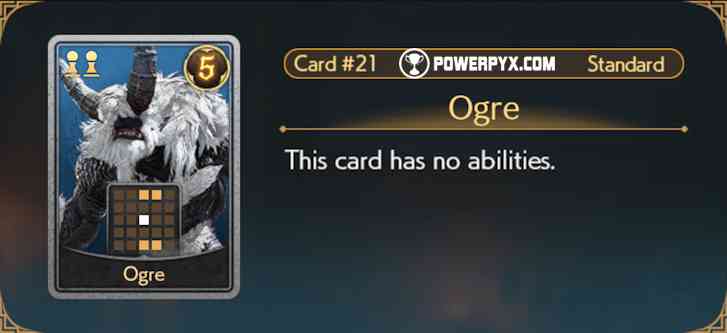 5
Ogre
Card #21 POWERPYX.COM Standard
Ogre
This card has no abilities.